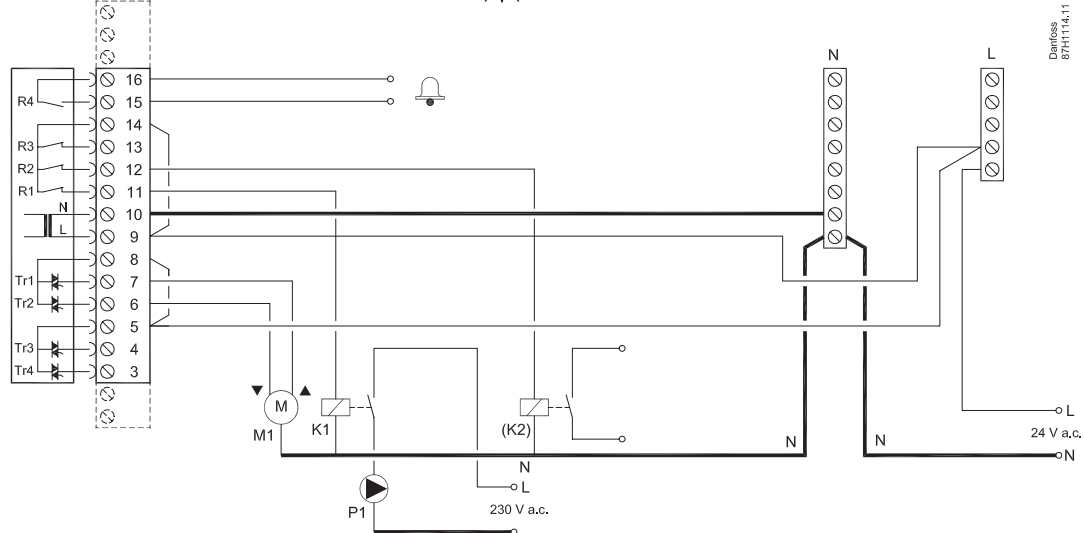 Danfoss
87H1114.11
N
L
16
R4
15
14
R3
13
R2
12
R1
11
N
10
L
9
8
Tr1
7
Tr2
6
5
Tr3
4
Tr4
3
M
M1
K1
(K2)
N
N
L
24 V a.c.
N
N
L
P1
230 V a.c.